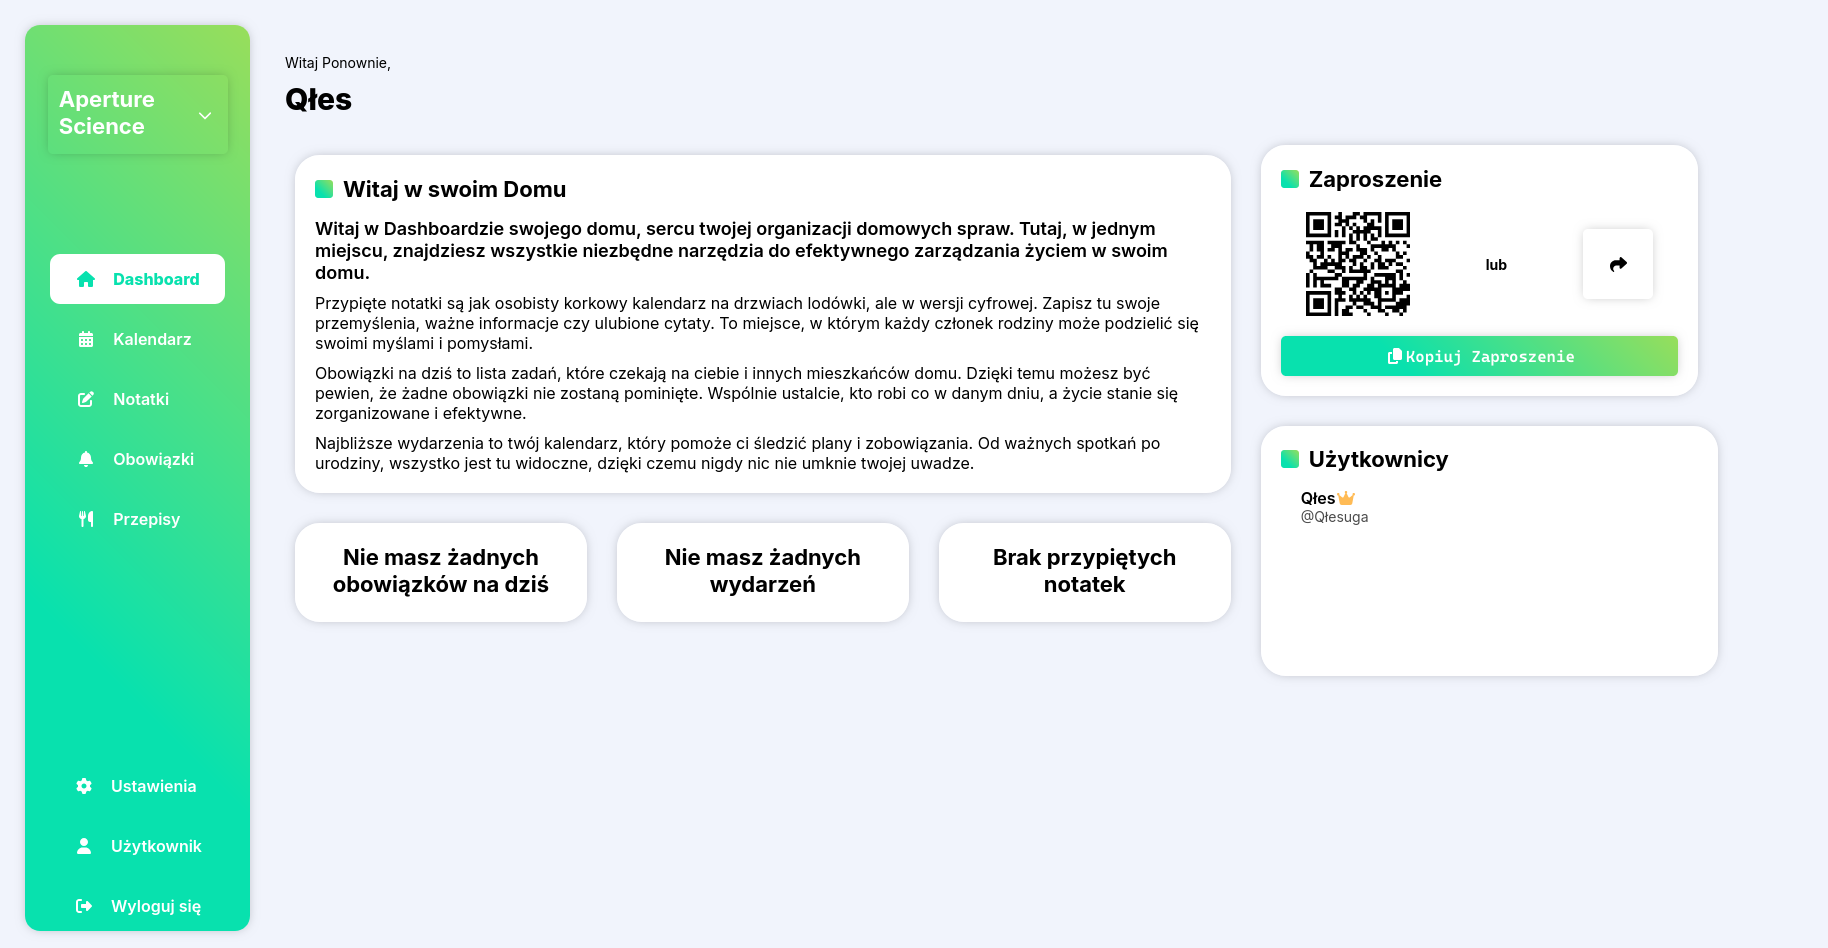 Aperture
Science
Dashboard
Kalendarz
Notatki
Obowiązki
Przepisy
Ustawienia
Użytkownik
Wyloguj się
Witaj Ponownie,
Qłes
Witaj w swoim Domu
Witaj w Dashboardzie swojego domu, sercu twojej organizacji domowych spraw. Tutaj, w jednym
miejscu, znajdziesz wszystkie niezbędne narzędzia do efektywnego zarządzania życiem w swoim
domu.
Przypięte notatki są jak osobisty korkowy kalendarz na drzwiach lodówki, ale w wersji cyfrowej. Zapisz tu swoje
przemyślenia, ważne informacje czy ulubione cytaty. To miejsce, w którym każdy członek rodziny może podzielić się
swoimi myślami i pomysłami.
Obowiązki na dziś to lista zadań, które czekają na ciebie i innych mieszkańców domu. Dzięki temu możesz być
pewien, że żadne obowiązki nie zostaną pominięte. Wspólnie ustalcie, kto robi co w danym dniu, a życie stanie się
zorganizowane i efektywne.
Najbliższe wydarzenia to twój kalendarz, który pomoże ci śledzić plany i zobowiązania. Od ważnych spotkań po
urodziny, wszystko jest tu widoczne, dzięki czemu nigdy nic nie umknie twojej uwadze.
Nie masz żadnych
obowiązków na dziś
Nie masz żadnych
wydarzeń
Brak przypiętych
notatek
Zaproszenie
lub
Kopiuj Zaproszenie
Użytkownicy
Qłes
@Qłesuga